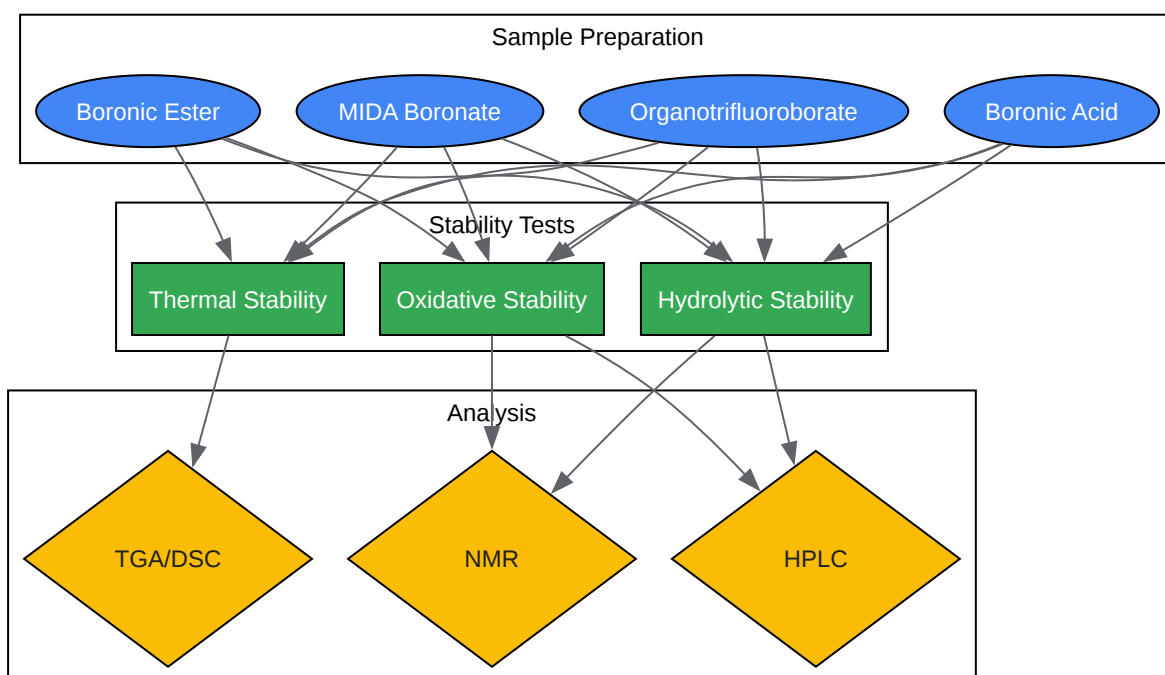 Sample Preparation
Boronic Ester
MIDA Boronate
Organotrifluoroborate
Boronic Acid
Stability Tests
Thermal Stability
Oxidative Stability
Hydrolytic Stability
Analysis
TGA/DSC
NMR
HPLC